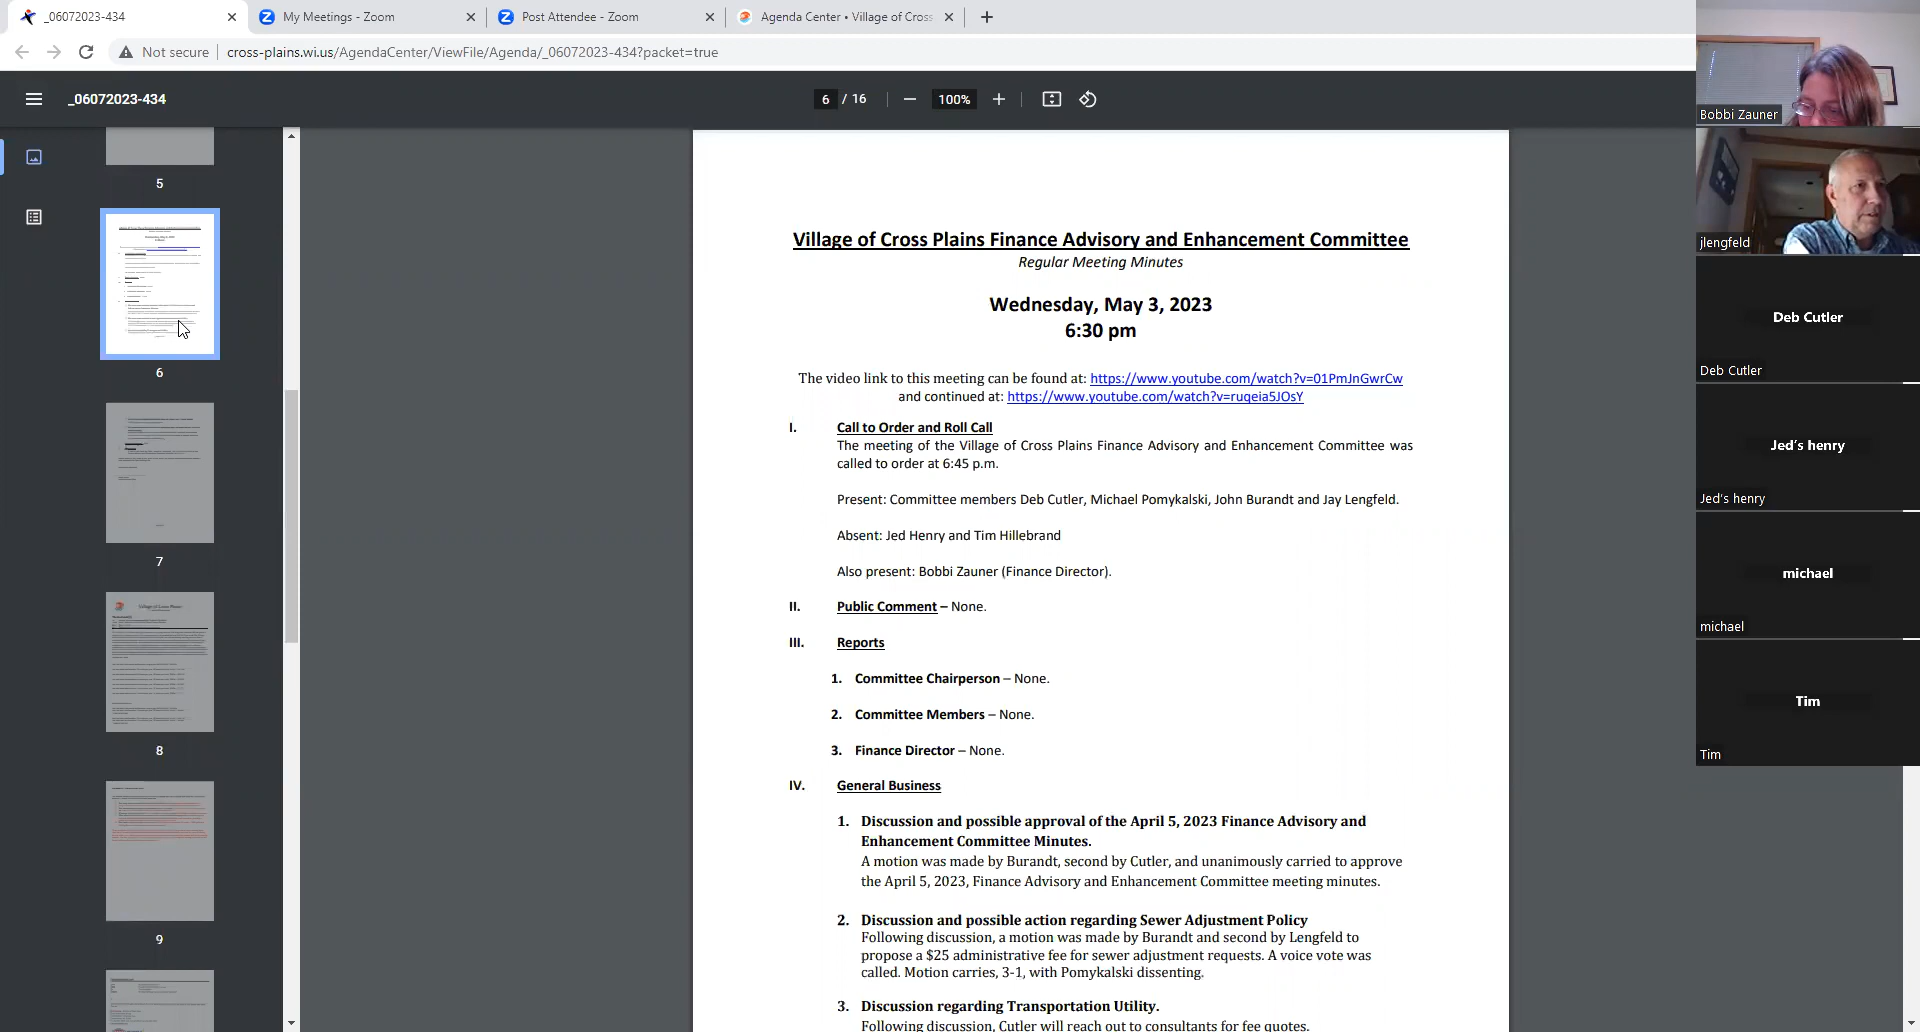 _06072023-434
My Meetings - Zoom
Post Attendee - Zoom
Agenda Center • Village of Cross
Not secure
cross-plains.wi.us/AgendaCenter/ViewFile/Agenda/_06072023-434?packet=true
_06072023-434
6 / 16
100%
5
6
7
8
9
Village of Cross Plains Finance Advisory and Enhancement Committee
Regular Meeting Minutes
Wednesday, May 3, 2023
6:30 pm
The video link to this meeting can be found at: https://www.youtube.com/watch?v=01PmJnGwrCw
and continued at: https://www.youtube.com/watch?v=ruqeia5JOsY
I. Call to Order and Roll Call
The meeting of the Village of Cross Plains Finance Advisory and Enhancement Committee was
called to order at 6:45 p.m.
Present: Committee members Deb Cutler, Michael Pomykalski, John Burandt and Jay Lengfeld.
Absent: Jed Henry and Tim Hillebrand
Also present: Bobbi Zauner (Finance Director).
II. Public Comment – None.
III. Reports
1. Committee Chairperson – None.
2. Committee Members – None.
3. Finance Director – None.
IV. General Business
1. Discussion and possible approval of the April 5, 2023 Finance Advisory and
Enhancement Committee Minutes.
A motion was made by Burandt, second by Cutler, and unanimously carried to approve
the April 5, 2023, Finance Advisory and Enhancement Committee meeting minutes.
2. Discussion and possible action regarding Sewer Adjustment Policy
Following discussion, a motion was made by Burandt and second by Lengfeld to
propose a $25 administrative fee for sewer adjustment requests. A voice vote was
called. Motion carries, 3-1, with Pomykalski dissenting.
3. Discussion regarding Transportation Utility.
Following discussion, Cutler will reach out to consultants for fee quotes.
Bobbi Zauner
jlengfeld
Deb Cutler
Deb Cutler
Jed's henry
Jed's henry
michael
michael
Tim
Tim